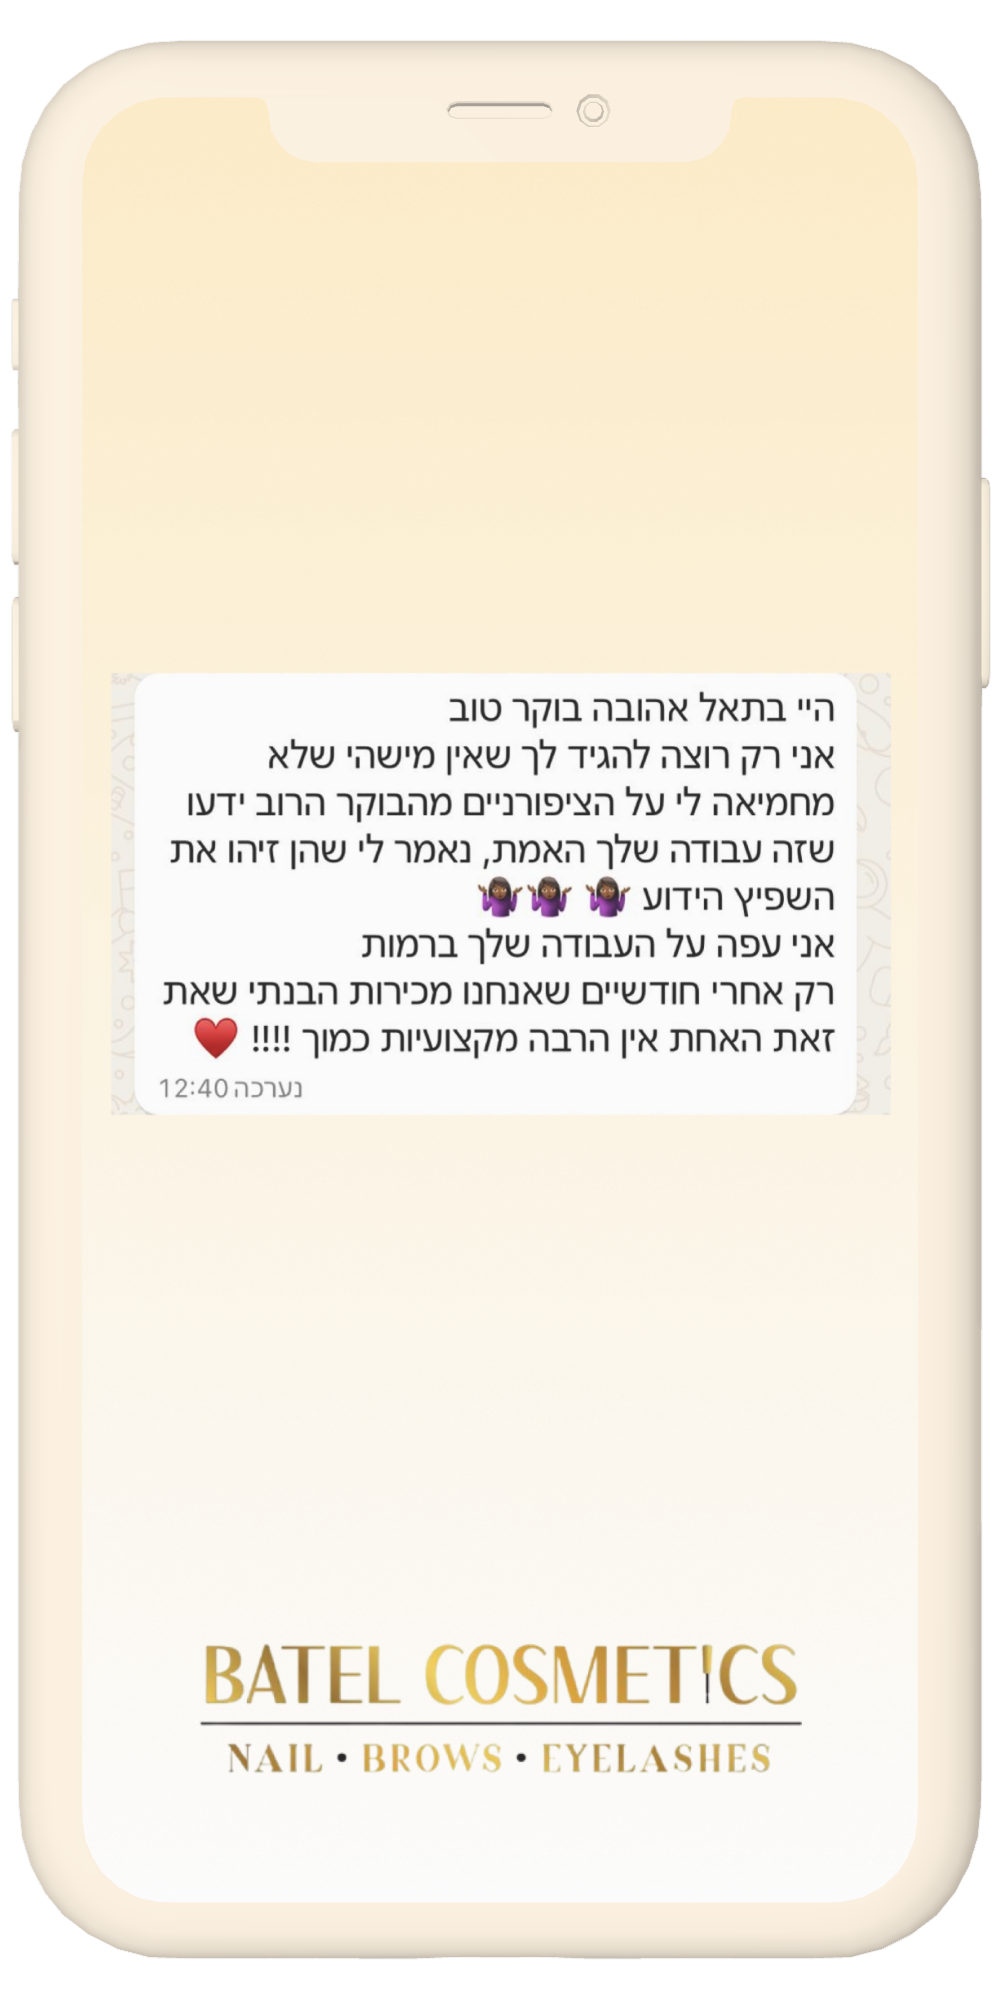 היי בתאל אהובה בוקר טוב
אני רק רוצה להגיד לך שאין מישהי שלא
מחמיאה לי על הציפורניים מהבוקר הרוב ידעו
שזה עבודה שלך האמת, נאמר לי שהן זיהו את
השפיץ הידוע 🤷🏾‍♀️ 🤷🏾‍♀️🤷🏾‍♀️
אני עפה על העבודה שלך ברמות
רק אחרי חודשיים שאנחנו מכירות הבנתי שאת
זאת האחת אין הרבה מקצועיות כמוך !!!! ♥️
נערכה 12:40
BATEL COSMETICS
NAIL • BROWS • EYELASHES